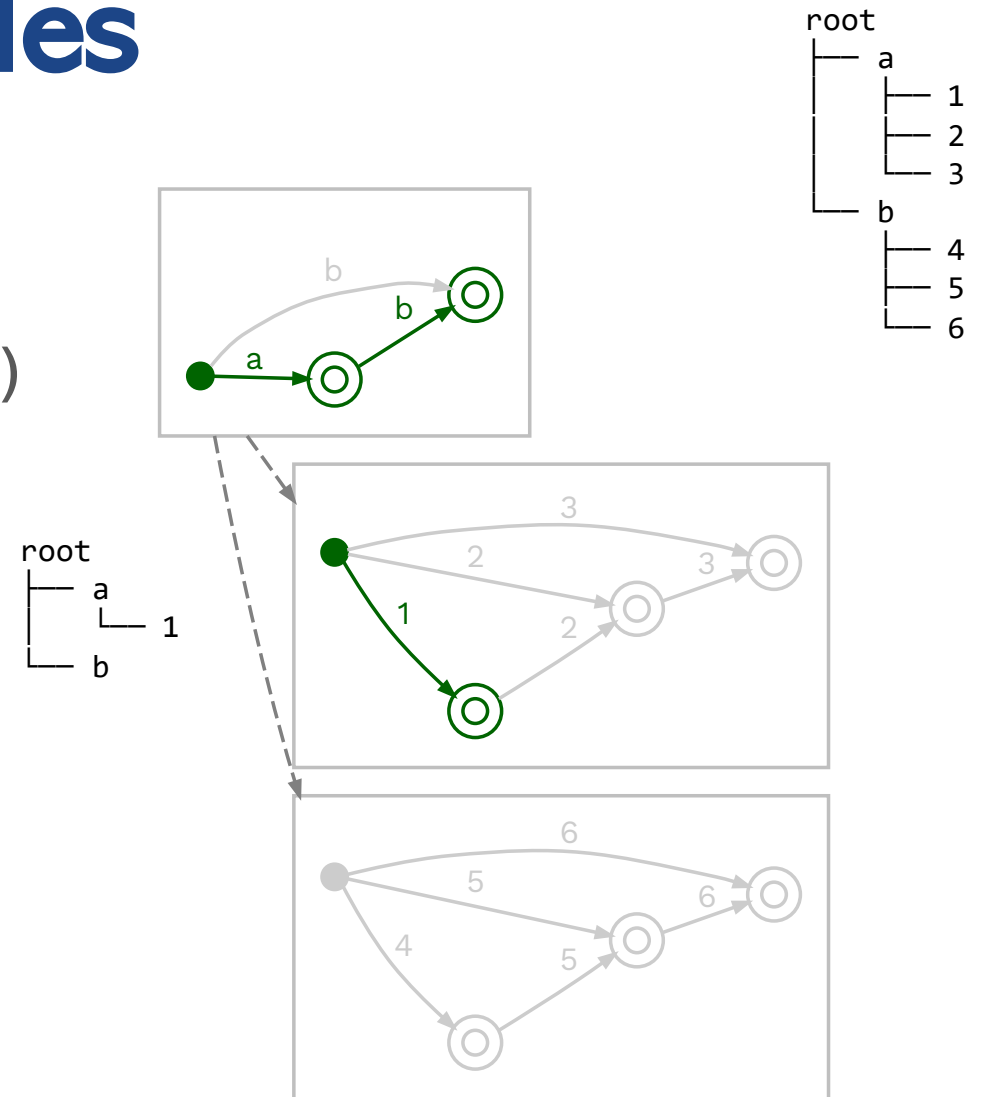 les
root
├── a
│   ├── 1
│   ├── 2
│   └── 3
└── b
    ├── 4
    ├── 5
    └── 6
)
b
b
a
root
├── a
│   └── 1
└── b
3
2
3
1
2
6
5
6
4
5